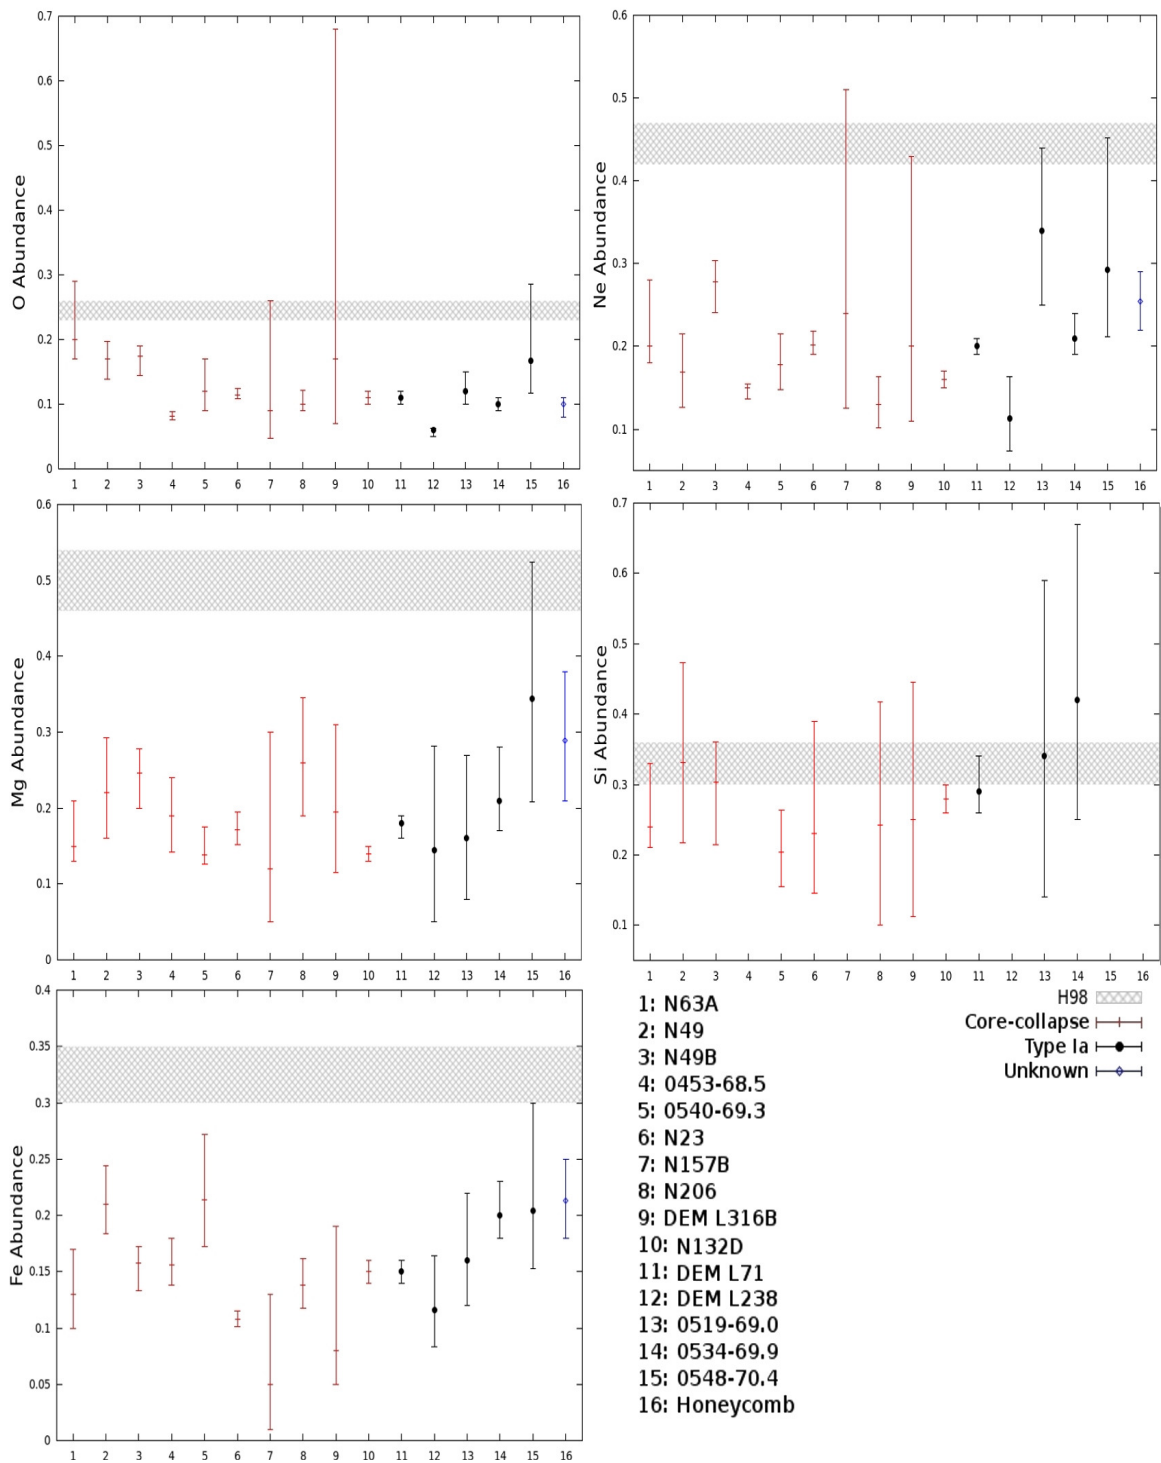 0.7
0.6
0.5
0.4
0.3
0.2
0.1
0
O Abundance
1 2 3 4 5 6 7 8 9 10 11 12 13 14 15 16
0.6
0.5
0.4
0.3
0.2
0.1
Ne Abundance
1 2 3 4 5 6 7 8 9 10 11 12 13 14 15 16
0.6
0.5
0.4
0.3
0.2
0.1
0
Mg Abundance
1 2 3 4 5 6 7 8 9 10 11 12 13 14 15 16
0.7
0.6
0.5
0.4
0.3
0.2
0.1
Si Abundance
1 2 3 4 5 6 7 8 9 10 11 12 13 14 15 16
0.4
0.35
0.3
0.25
0.2
0.15
0.1
0.05
0
Fe Abundance
1 2 3 4 5 6 7 8 9 10 11 12 13 14 15 16
1: N63A
2: N49
3: N49B
4: 0453-68.5
5: 0540-69.3
6: N23
7: N157B
8: N206
9: DEM L316B
10: N132D
11: DEM L71
12: DEM L238
13: 0519-69.0
14: 0534-69.9
15: 0548-70.4
16: Honeycomb
H98
Core-collapse
Type Ia
Unknown